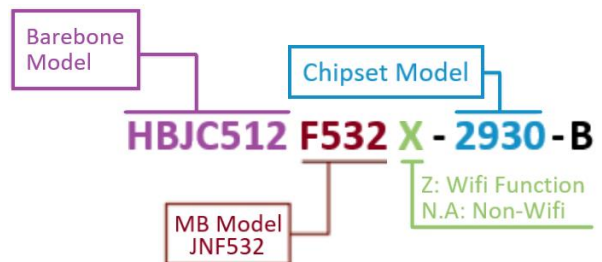 Barebone
Model
Chipset Model
HBJC512 F532 X - 2930 - B
Z: Wifi Function
N.A: Non-Wifi
MB Model
JNF532